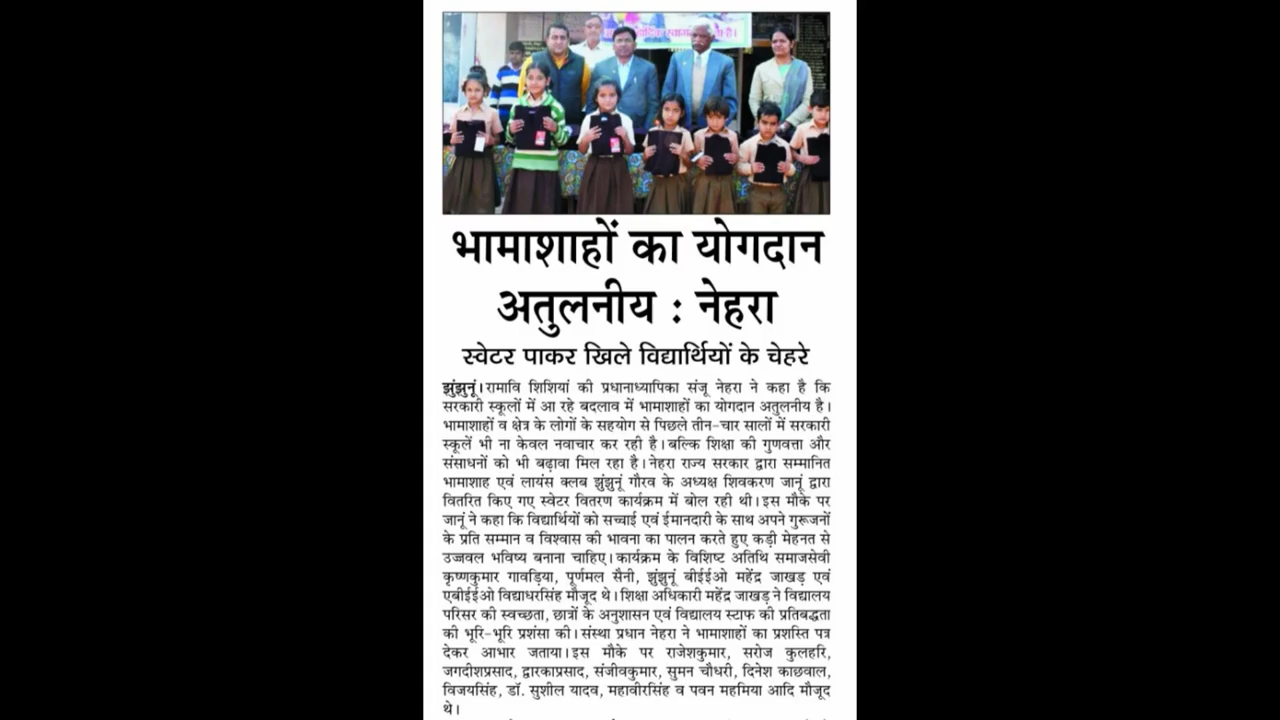 स्वागत
है।
भामाशाहों का योगदान
अतुलनीय : नेहरा
स्वेटर पाकर खिले विद्यार्थियों के चेहरे
झुंझुनूं। रामावि शिशियां की प्रधानाध्यापिका संजू नेहरा ने कहा है कि
सरकारी स्कूलों में आ रहे बदलाव में भामाशाहों का योगदान अतुलनीय है।
भामाशाहों व क्षेत्र के लोगों के सहयोग से पिछले तीन-चार सालों में सरकारी
स्कूलें भी ना केवल नवाचार कर रही है। बल्कि शिक्षा की गुणवत्ता और
संसाधनों को भी बढ़ावा मिल रहा है। नेहरा राज्य सरकार द्वारा सम्मानित
भामाशाह एवं लायंस क्लब झुंझुनूं गौरव के अध्यक्ष शिवकरण जानूं द्वारा
वितरित किए गए स्वेटर वितरण कार्यक्रम में बोल रही थी। इस मौके पर
जानूं ने कहा कि विद्यार्थियों को सच्चाई एवं ईमानदारी के साथ अपने गुरूजनों
के प्रति सम्मान व विश्वास की भावना का पालन करते हुए कड़ी मेहनत से
उज्जवल भविष्य बनाना चाहिए। कार्यक्रम के विशिष्ट अतिथि समाजसेवी
कृष्णकुमार गावड़िया, पूर्णमल सैनी, झुंझुनूं बीईईओ महेंद्र जाखड़ एवं
एबीईईओ विद्याधरसिंह मौजूद थे। शिक्षा अधिकारी महेंद्र जाखड़ ने विद्यालय
परिसर की स्वच्छता, छात्रों के अनुशासन एवं विद्यालय स्टाफ की प्रतिबद्धता
की भूरि-भूरि प्रशंसा की। संस्था प्रधान नेहरा ने भामाशाहों का प्रशस्ति पत्र
देकर आभार जताया। इस मौके पर राजेशकुमार, सरोज कुलहरि,
जगदीशप्रसाद, द्वारकाप्रसाद, संजीवकुमार, सुमन चौधरी, दिनेश काछवाल,
विजयसिंह, डॉ. सुशील यादव, महावीरसिंह व पवन महमिया आदि मौजूद
थे।